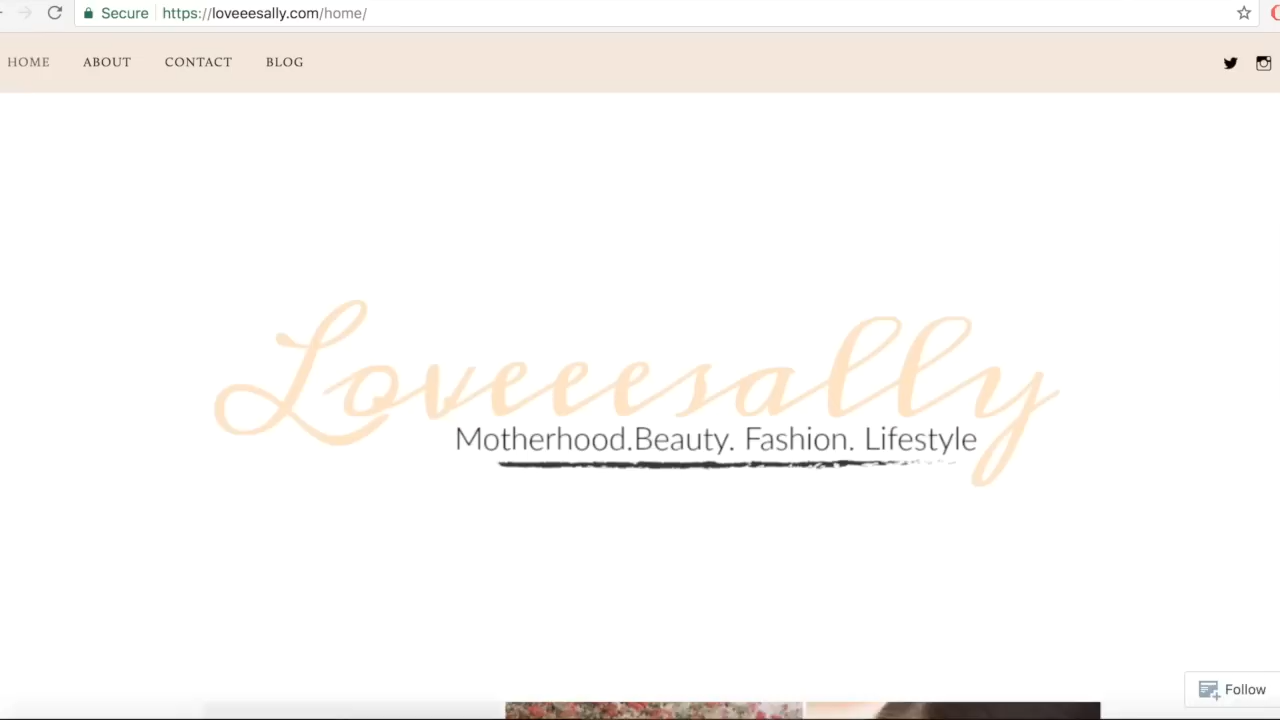 Secure https://loveeesally.com/home/
HOME ABOUT CONTACT BLOG
Loveeesally
Motherhood.Beauty. Fashion. Lifestyle
Follow